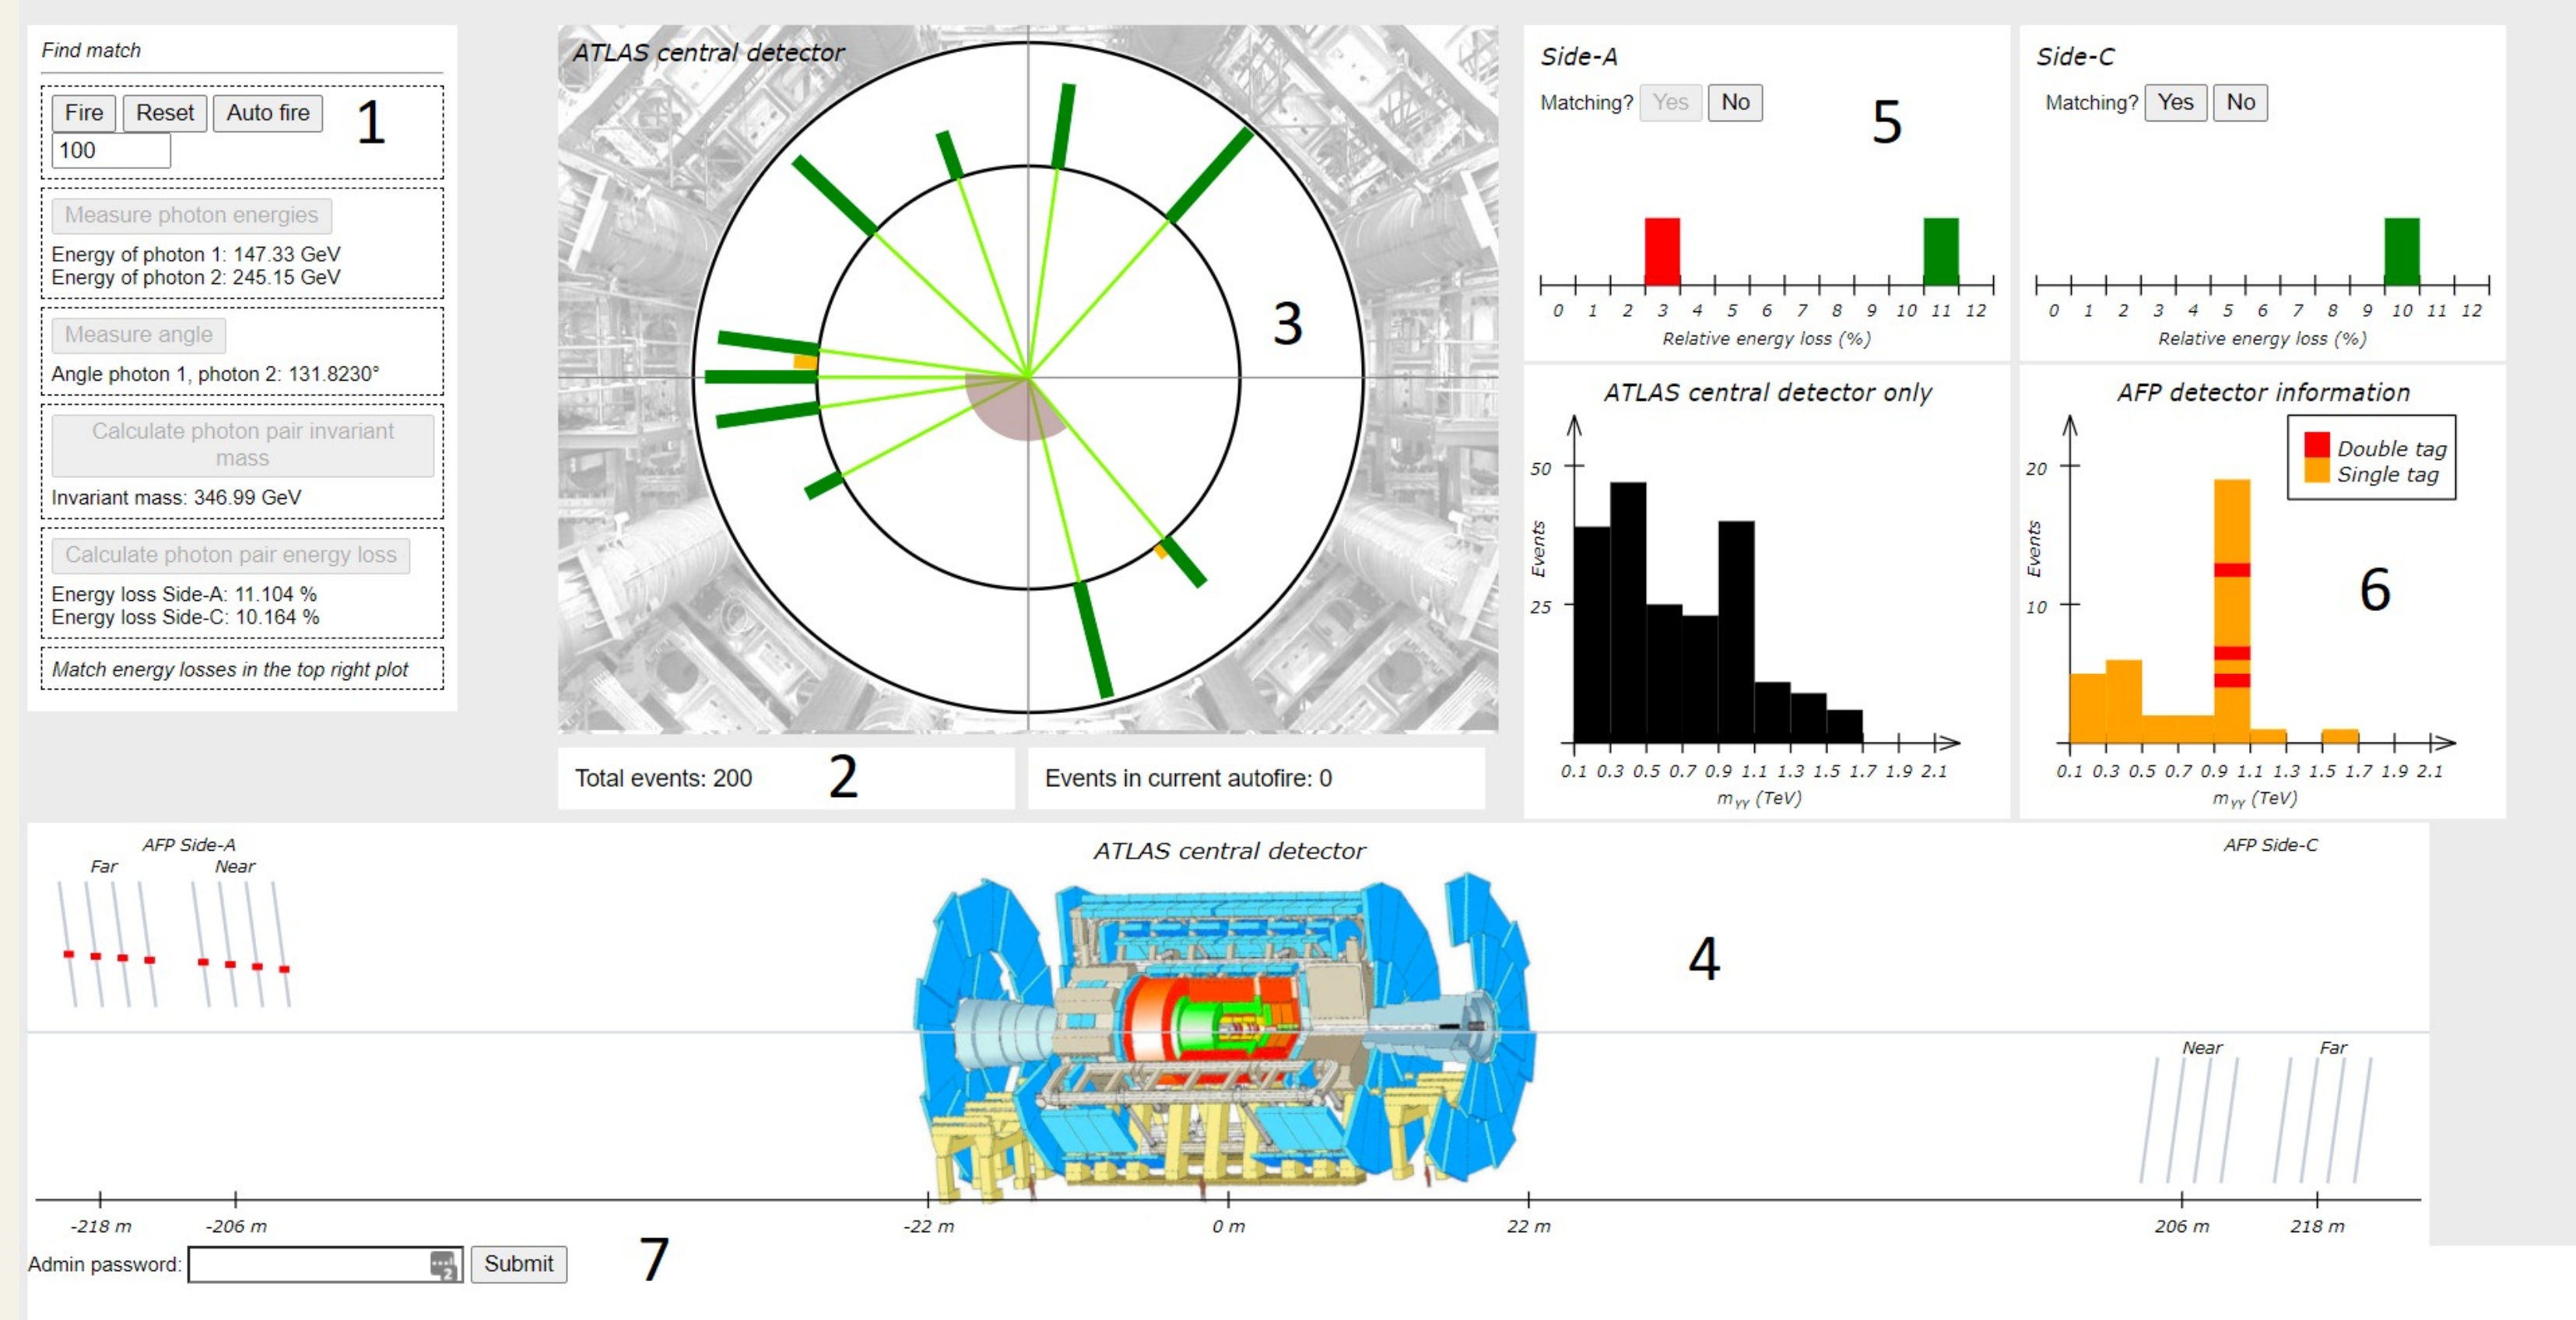 Find match
Fire Reset Auto fire
100
1
Measure photon energies
Energy of photon 1: 147.33 GeV
Energy of photon 2: 245.15 GeV
Measure angle
Angle photon 1, photon 2: 131.8230°
Calculate photon pair invariant
mass
Invariant mass: 346.99 GeV
Calculate photon pair energy loss
Energy loss Side-A: 11.104 %
Energy loss Side-C: 10.164 %
Match energy losses in the top right plot
ATLAS central detector
3
Total events: 200
2
Events in current autofire: 0
Side-A
Matching? Yes No
5
0 1 2 3 4 5 6 7 8 9 10 11 12
Relative energy loss (%)
Side-C
Matching? Yes No
0 1 2 3 4 5 6 7 8 9 10 11 12
Relative energy loss (%)
ATLAS central detector only
50
25
Events
0.1 0.3 0.5 0.7 0.9 1.1 1.3 1.5 1.7 1.9 2.1
mγγ (TeV)
AFP detector information
Double tag
Single tag
20
10
Events
6
0.1 0.3 0.5 0.7 0.9 1.1 1.3 1.5 1.7 1.9 2.1
mγγ (TeV)
AFP Side-A
Far Near
ATLAS central detector
AFP Side-C
4
Near Far
-218 m -206 m -22 m 0 m 22 m 206 m 218 m
Admin password: 2 Submit
7